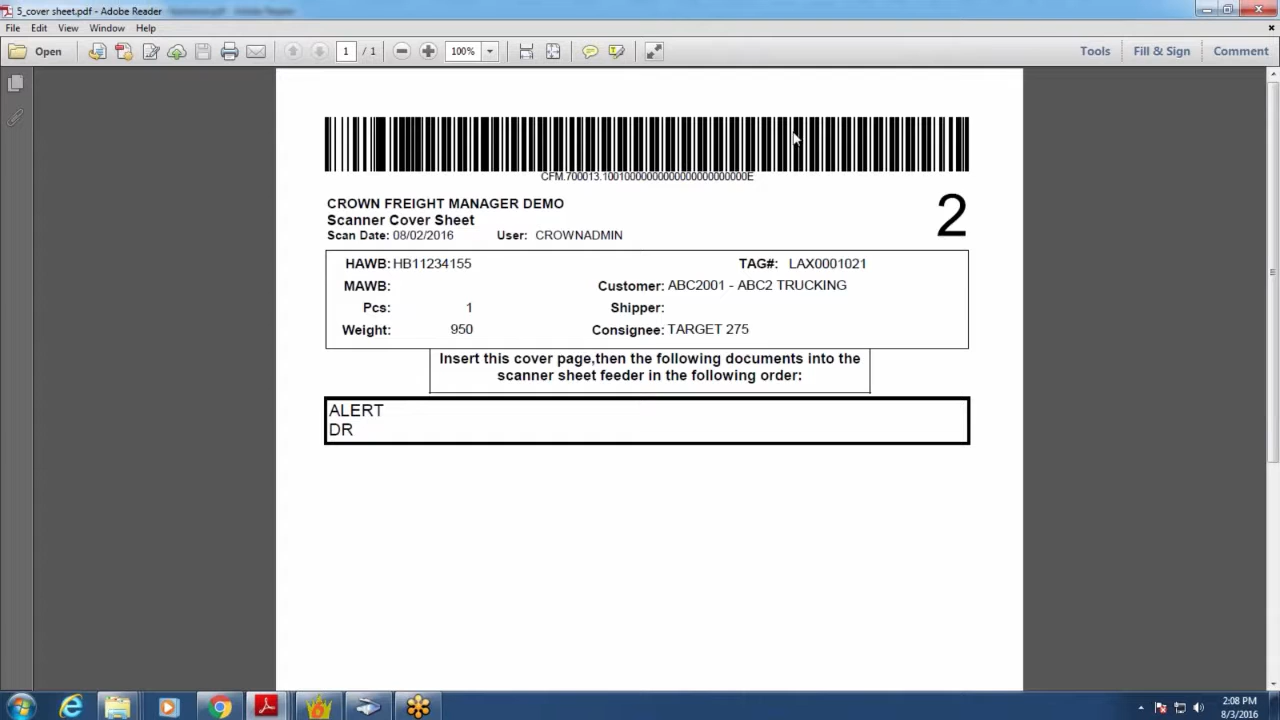 5_cover sheet.pdf - Adobe Reader
File Edit View Window Help
Open 1 / 1 100% Tools Fill & Sign Comment
CROWN FREIGHT MANAGER DEMO
2
Scanner Cover Sheet
Scan Date: 08/02/2016 User: CROWNADMIN
HAWB: HB11234155 TAG#: LAX0001021
MAWB: Customer: ABC2001 - ABC2 TRUCKING
Pcs: 1 Shipper:
Weight: 950 Consignee: TARGET 275
Insert this cover page,then the following documents into the
scanner sheet feeder in the following order:
ALERT
DR
2:08 PM
8/3/2016